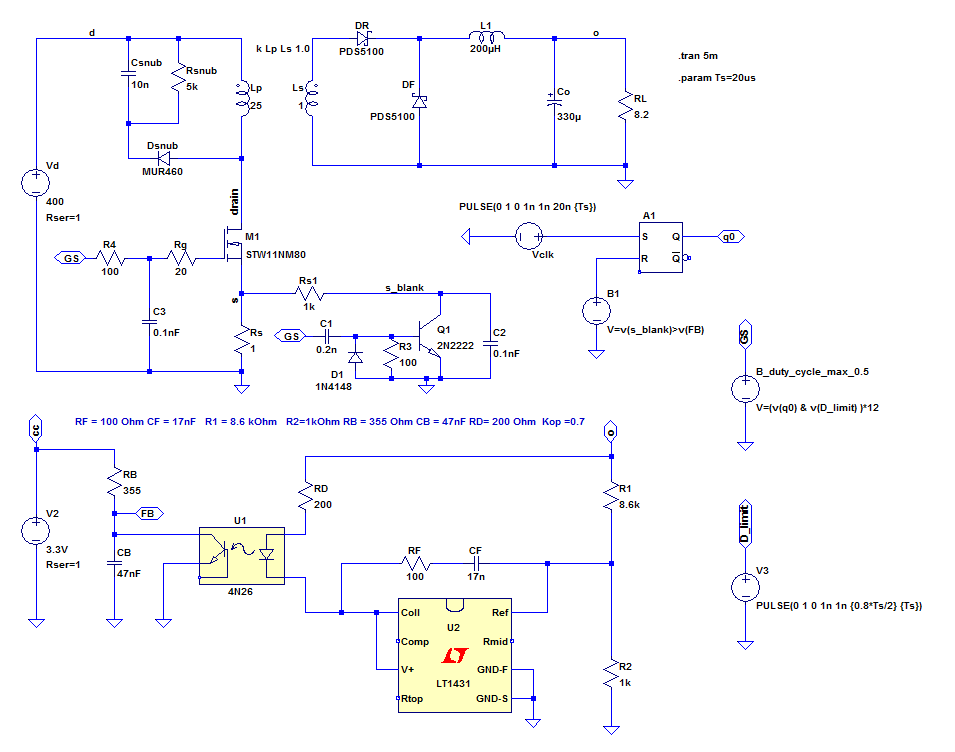 d
Csnub
10n
Rsnub
5k
k Lp Ls 1.0
Lp
25
Ls
1
DR
PDS5100
DF
PDS5100
L1
200µH
o
Co
330µ
RL
8.2
.tran 5m
.param Ts=20us
Dsnub
MUR460
Vd
400
Rser=1
drain
GS
R4
100
Rg
20
M1
STW11NM80
C3
0.1nF
s
Rs
1
Rs1
1k
s_blank
GS
C1
0.2n
D1
1N4148
R3
100
Q1
2N2222
C2
0.1nF
PULSE(0 1 0 1n 1n 20n {Ts})
Vclk
A1
S
Q
R
Q
q0
B1
V=v(s_blank)>v(FB)
GS
B_duty_cycle_max_0.5
V=(v(q0) & v(D_limit) )*12
D_limit
V3
PULSE(0 1 0 1n 1n {0.8*Ts/2} {Ts})
cc
RF = 100 Ohm CF = 17nF R1 = 8.6 kOhm R2=1kOhm RB = 355 Ohm CB = 47nF RD= 200 Ohm Kop =0.7
o
RB
355
FB
V2
3.3V
Rser=1
CB
47nF
U1
4N26
RD
200
RF
100
CF
17n
R1
8.6k
R2
1k
Coll
Ref
U2
Comp
Rmid
V+
GND-F
LT1431
Rtop
GND-S